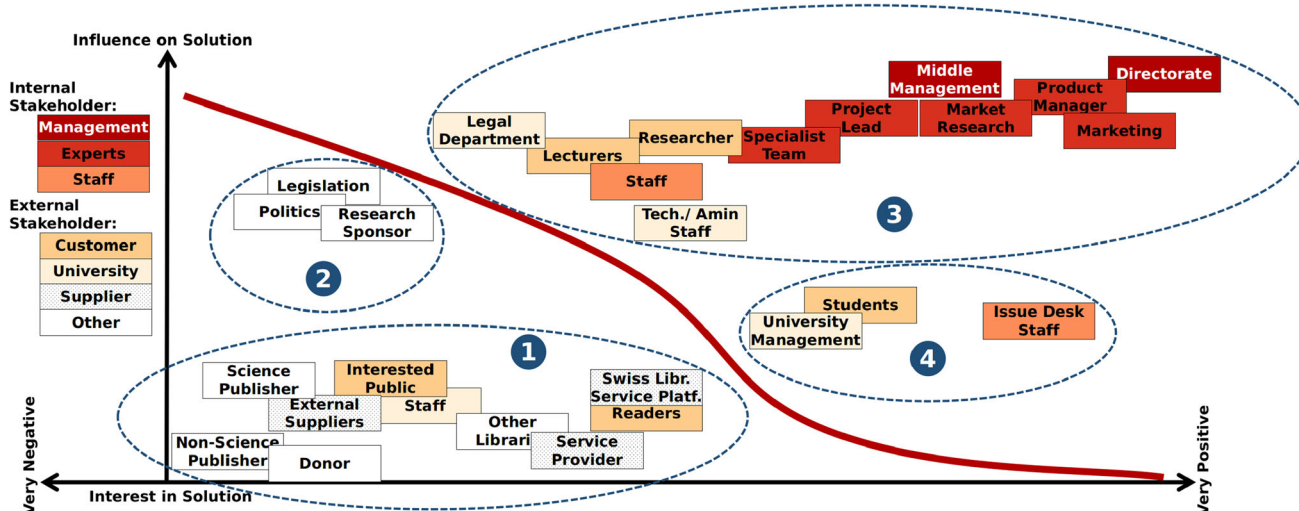 Influence on Solution
Internal
Stakeholder:
Management
Experts
Staff
External
Stakeholder:
Customer
University
Supplier
Other
Middle
Management
Directorate
Product
Manager
Project
Lead
Market
Research
Marketing
Legal
Department
Researcher
Specialist
Team
Lecturers
Staff
Tech./ Amin
Staff
3
Legislation
Politics
Research
Sponsor
2
Students
University
Management
Issue Desk
Staff
4
1
Science
Publisher
Interested
Public
External
Suppliers
Staff
Swiss Libr.
Service Platf.
Readers
Other
Librari
Service
Provider
Non-Science
Publisher
Donor
Very Negative
Interest in Solution
Very Positive